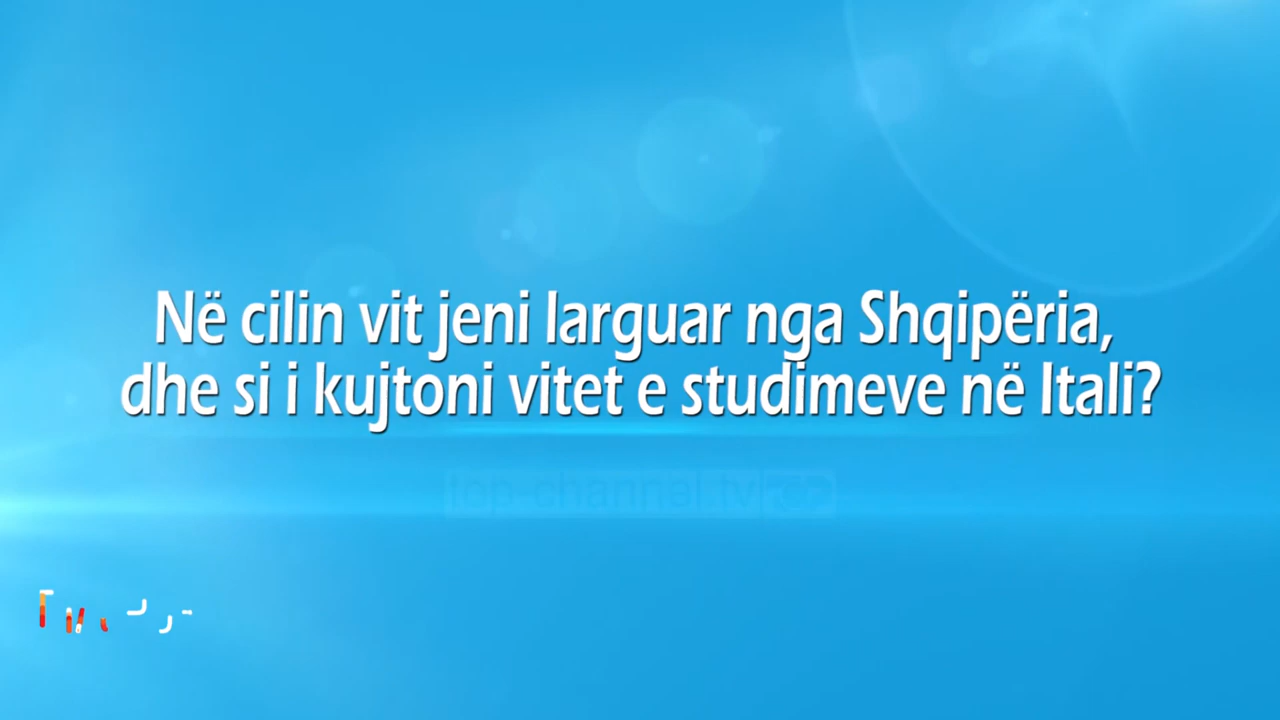 Në cilin vit jeni larguar nga Shqipëria,
dhe si i kujtoni vitet e studimeve në Itali?
top-channel.tv